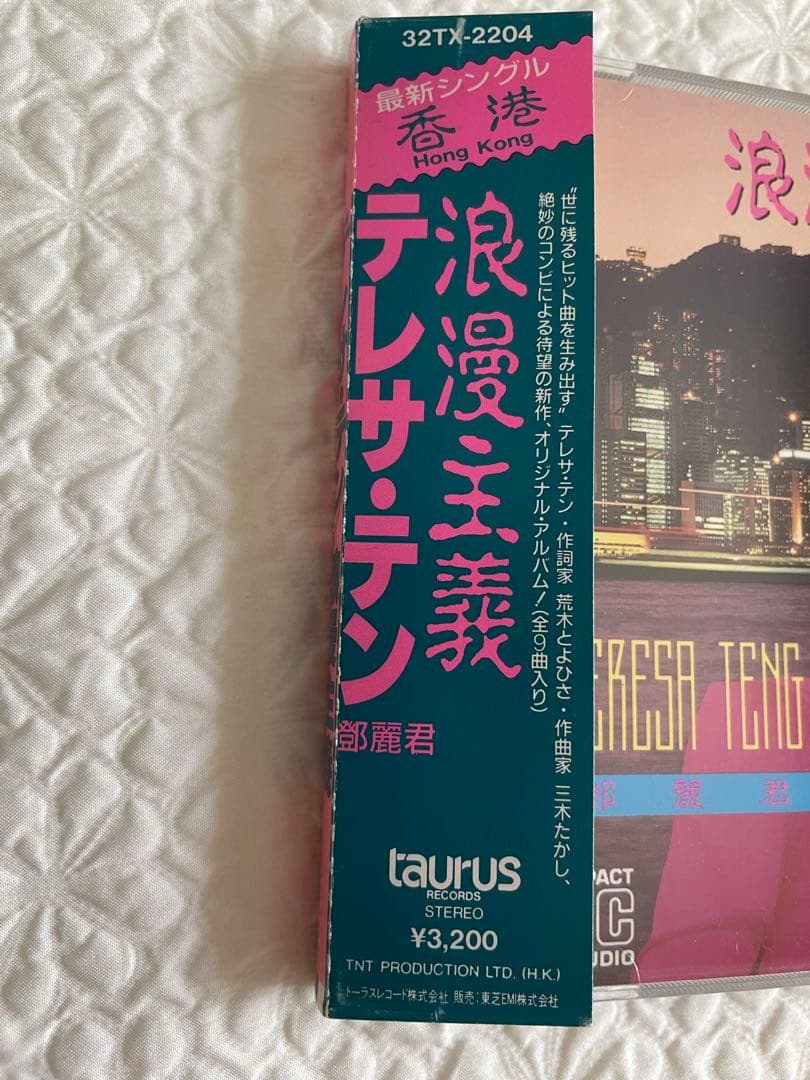 32TX-2204
最新シングル
香港
Hong Kong
"世に残るヒット曲を生み出す" テレサ・テン・作詞家 荒木とよひさ・作曲家 三木たかし、
絶妙のコンビによる待望の新作、オリジナル・アルバム!(全9曲入り)
浪漫主義
テレサ・テン
鄧麗君
taurus
RECORDS
STEREO
¥3,200
TNT PRODUCTION LTD. (H.K.)
トーラスレコード株式会社 販売:東芝EMI株式会社
浪
ERESA TENG
麗君
PACT
UDIO